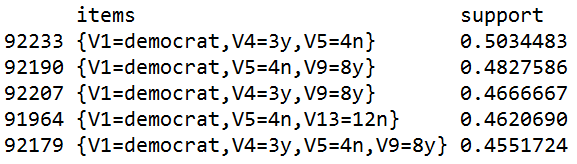 items support
92233 {V1=democrat,V4=3y,V5=4n} 0.5034483
92190 {V1=democrat,V5=4n,V9=8y} 0.4827586
92207 {V1=democrat,V4=3y,V9=8y} 0.4666667
91964 {V1=democrat,V5=4n,V13=12n} 0.4620690
92179 {V1=democrat,V4=3y,V5=4n,V9=8y} 0.4551724